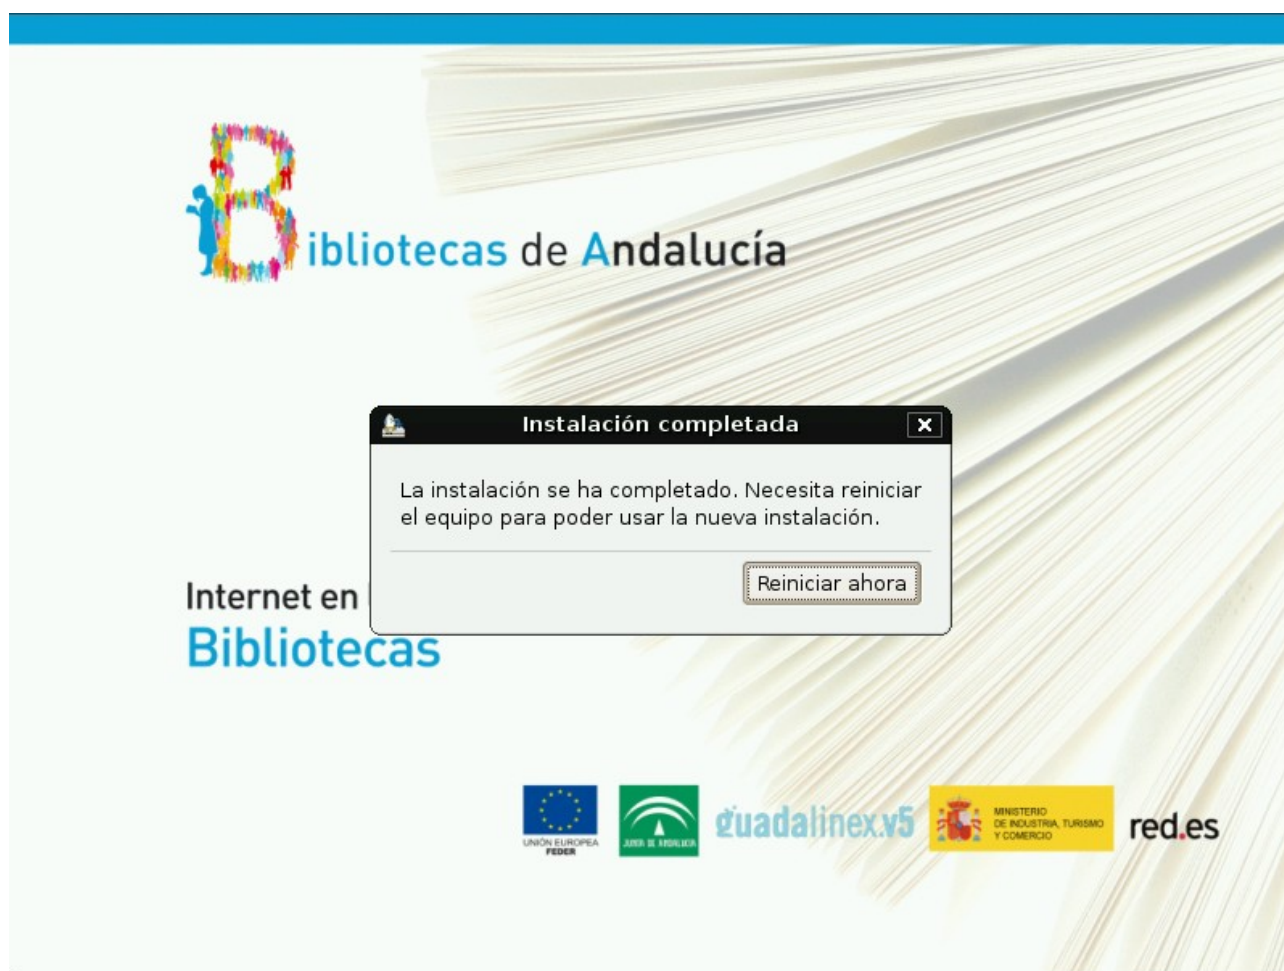 Bibliotecas de Andalucía
Instalación completada
La instalación se ha completado. Necesita reiniciar
el equipo para poder usar la nueva instalación.
Reiniciar ahora
Internet en
Bibliotecas
UNIÓN EUROPEA
FEDER
JUNTA DE ANDALUCIA
guadalinex.v5
MINISTERIO
DE INDUSTRIA, TURISMO
Y COMERCIO
red.es